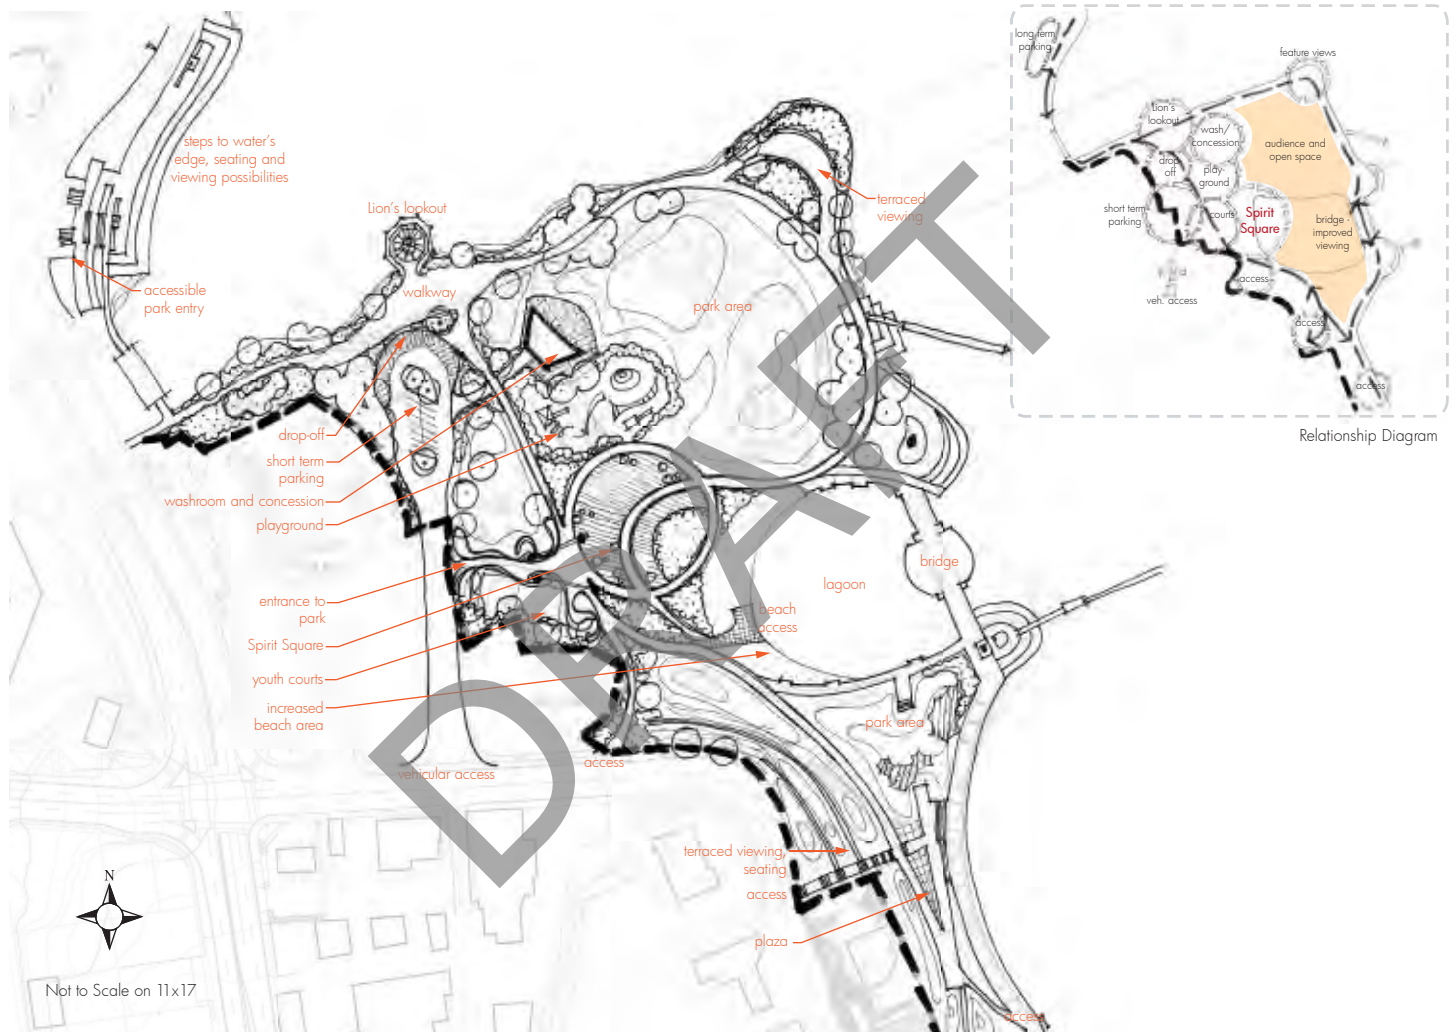 steps to water's
edge, seating and
viewing possibilities
Lion's lookout
terraced
viewing
accessible
park entry
walkway
park area
drop-off
short term
parking
washroom and concession
playground
entrance to
park
Spirit Square
youth courts
increased
beach area
vehicular access
access
beach
access
lagoon
bridge
park area
terraced viewing,
seating
access
plaza
access
N
Not to Scale on 11x17
DRAFT
long term
parking
feature views
Lion's
lookout
wash/
concession
audience and
open space
drop
off
play-
ground
short term
parking
courts
Spirit
Square
bridge -
improved
viewing
access
veh. access
access
access
Relationship Diagram